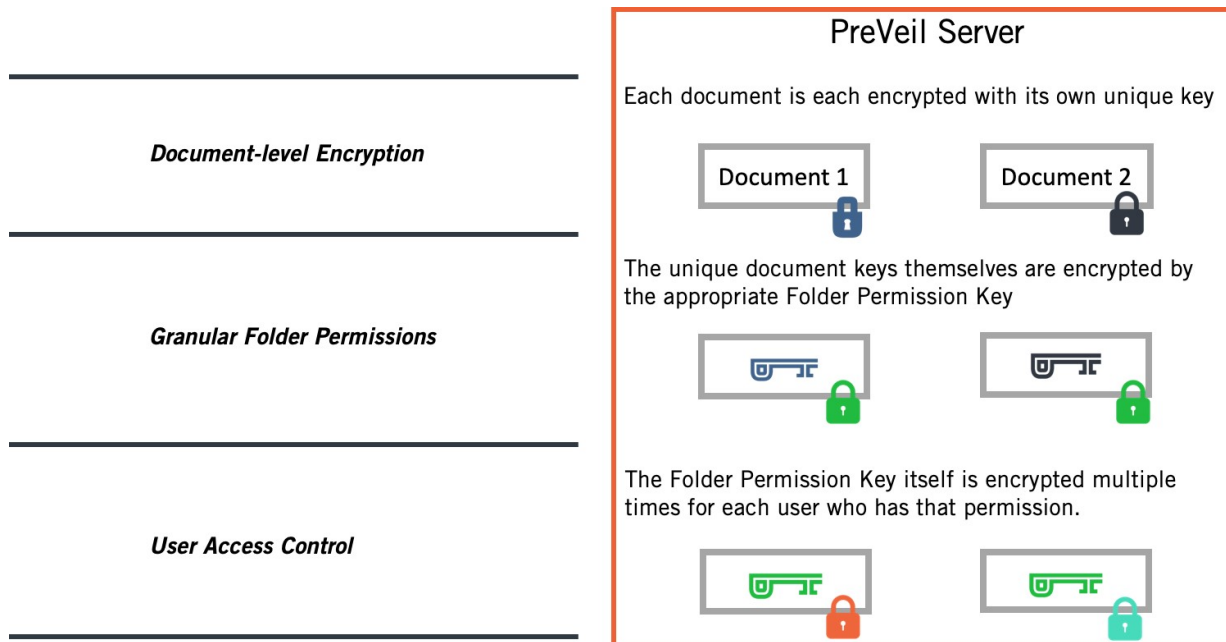 PreVeil Server
Document-level Encryption
Each document is each encrypted with its own unique key
Document 1
Document 2
Granular Folder Permissions
The unique document keys themselves are encrypted by
the appropriate Folder Permission Key
User Access Control
The Folder Permission Key itself is encrypted multiple
times for each user who has that permission.